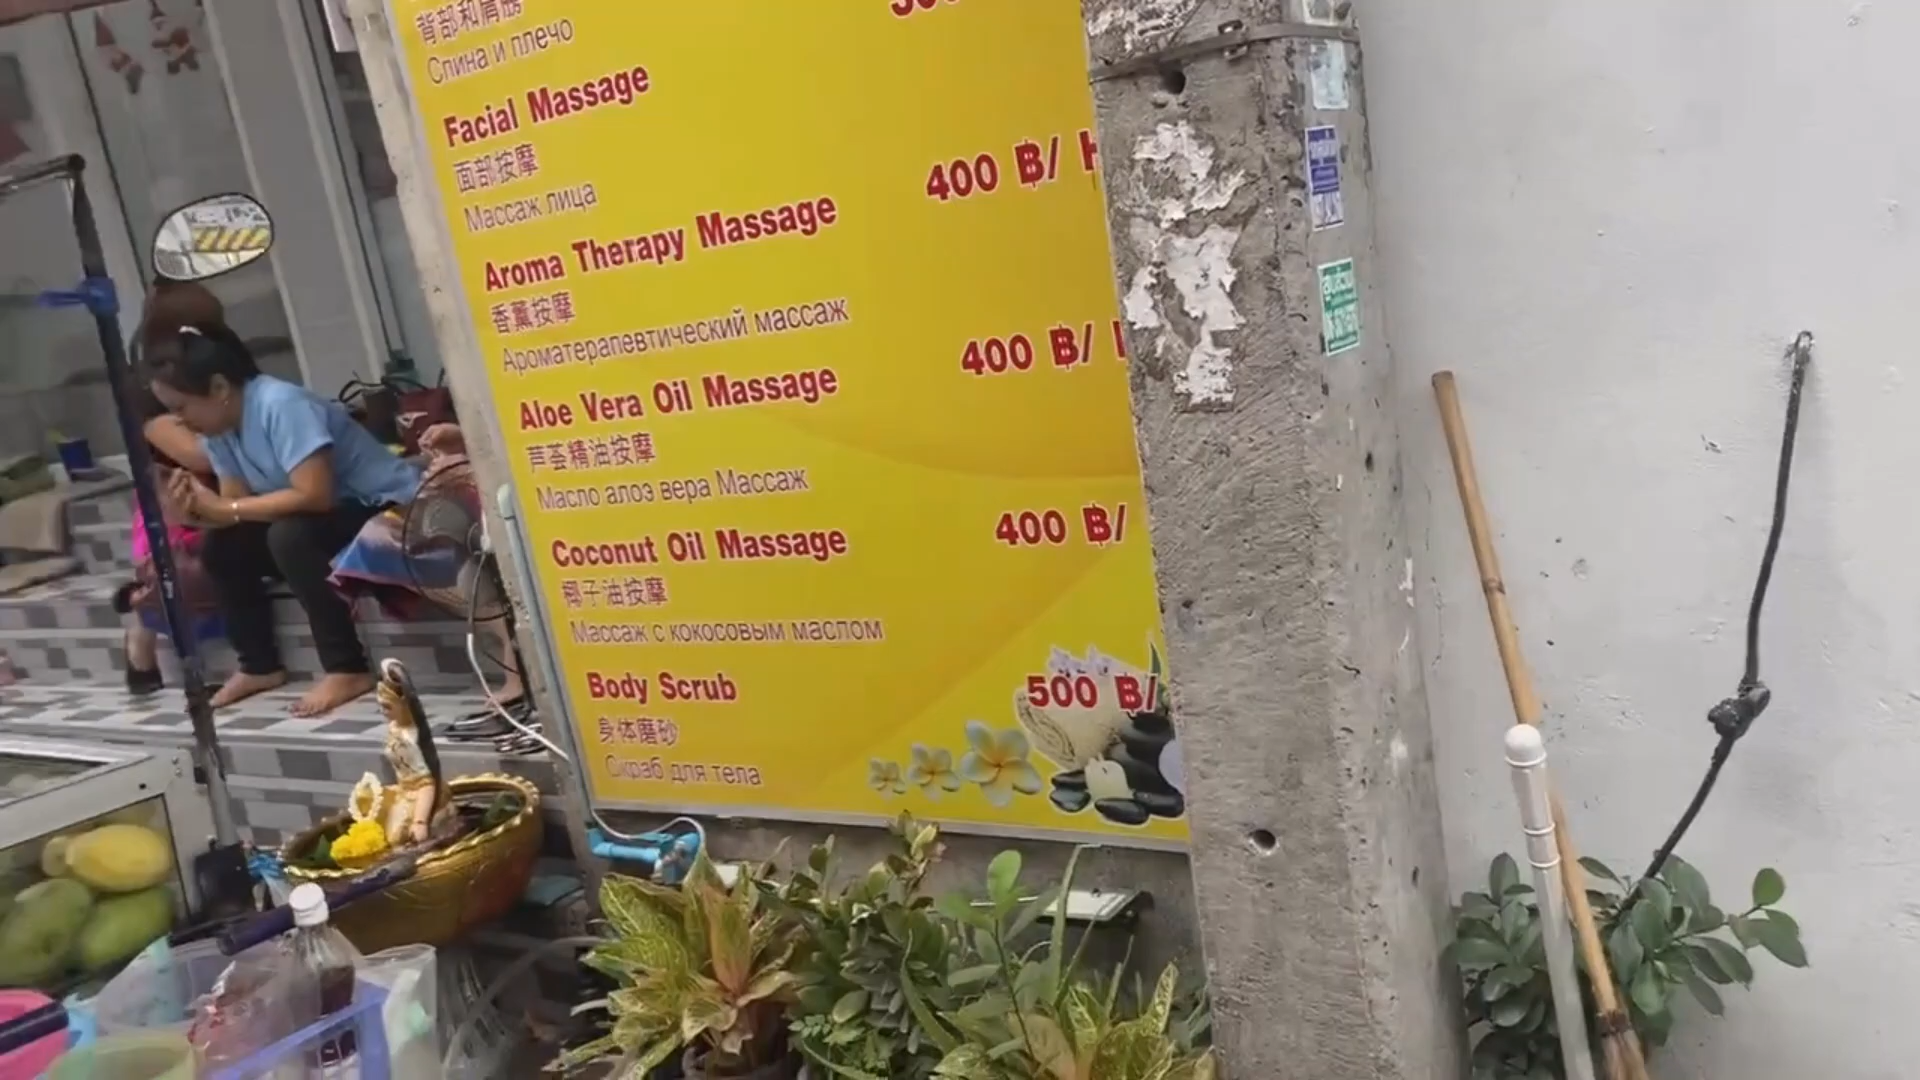 背部和肩膀
Спина и плечо
Facial Massage
面部按摩
Массаж лица
400 ฿/ H
Aroma Therapy Massage
香薰按摩
Ароматерапевтический массаж
400 ฿/
Aloe Vera Oil Massage
芦荟精油按摩
Масло алоэ вера Массаж
400 ฿/
Coconut Oil Massage
椰子油按摩
Массаж с кокосовым маслом
500 ฿/
Body Scrub
身体磨砂
Скраб для тела